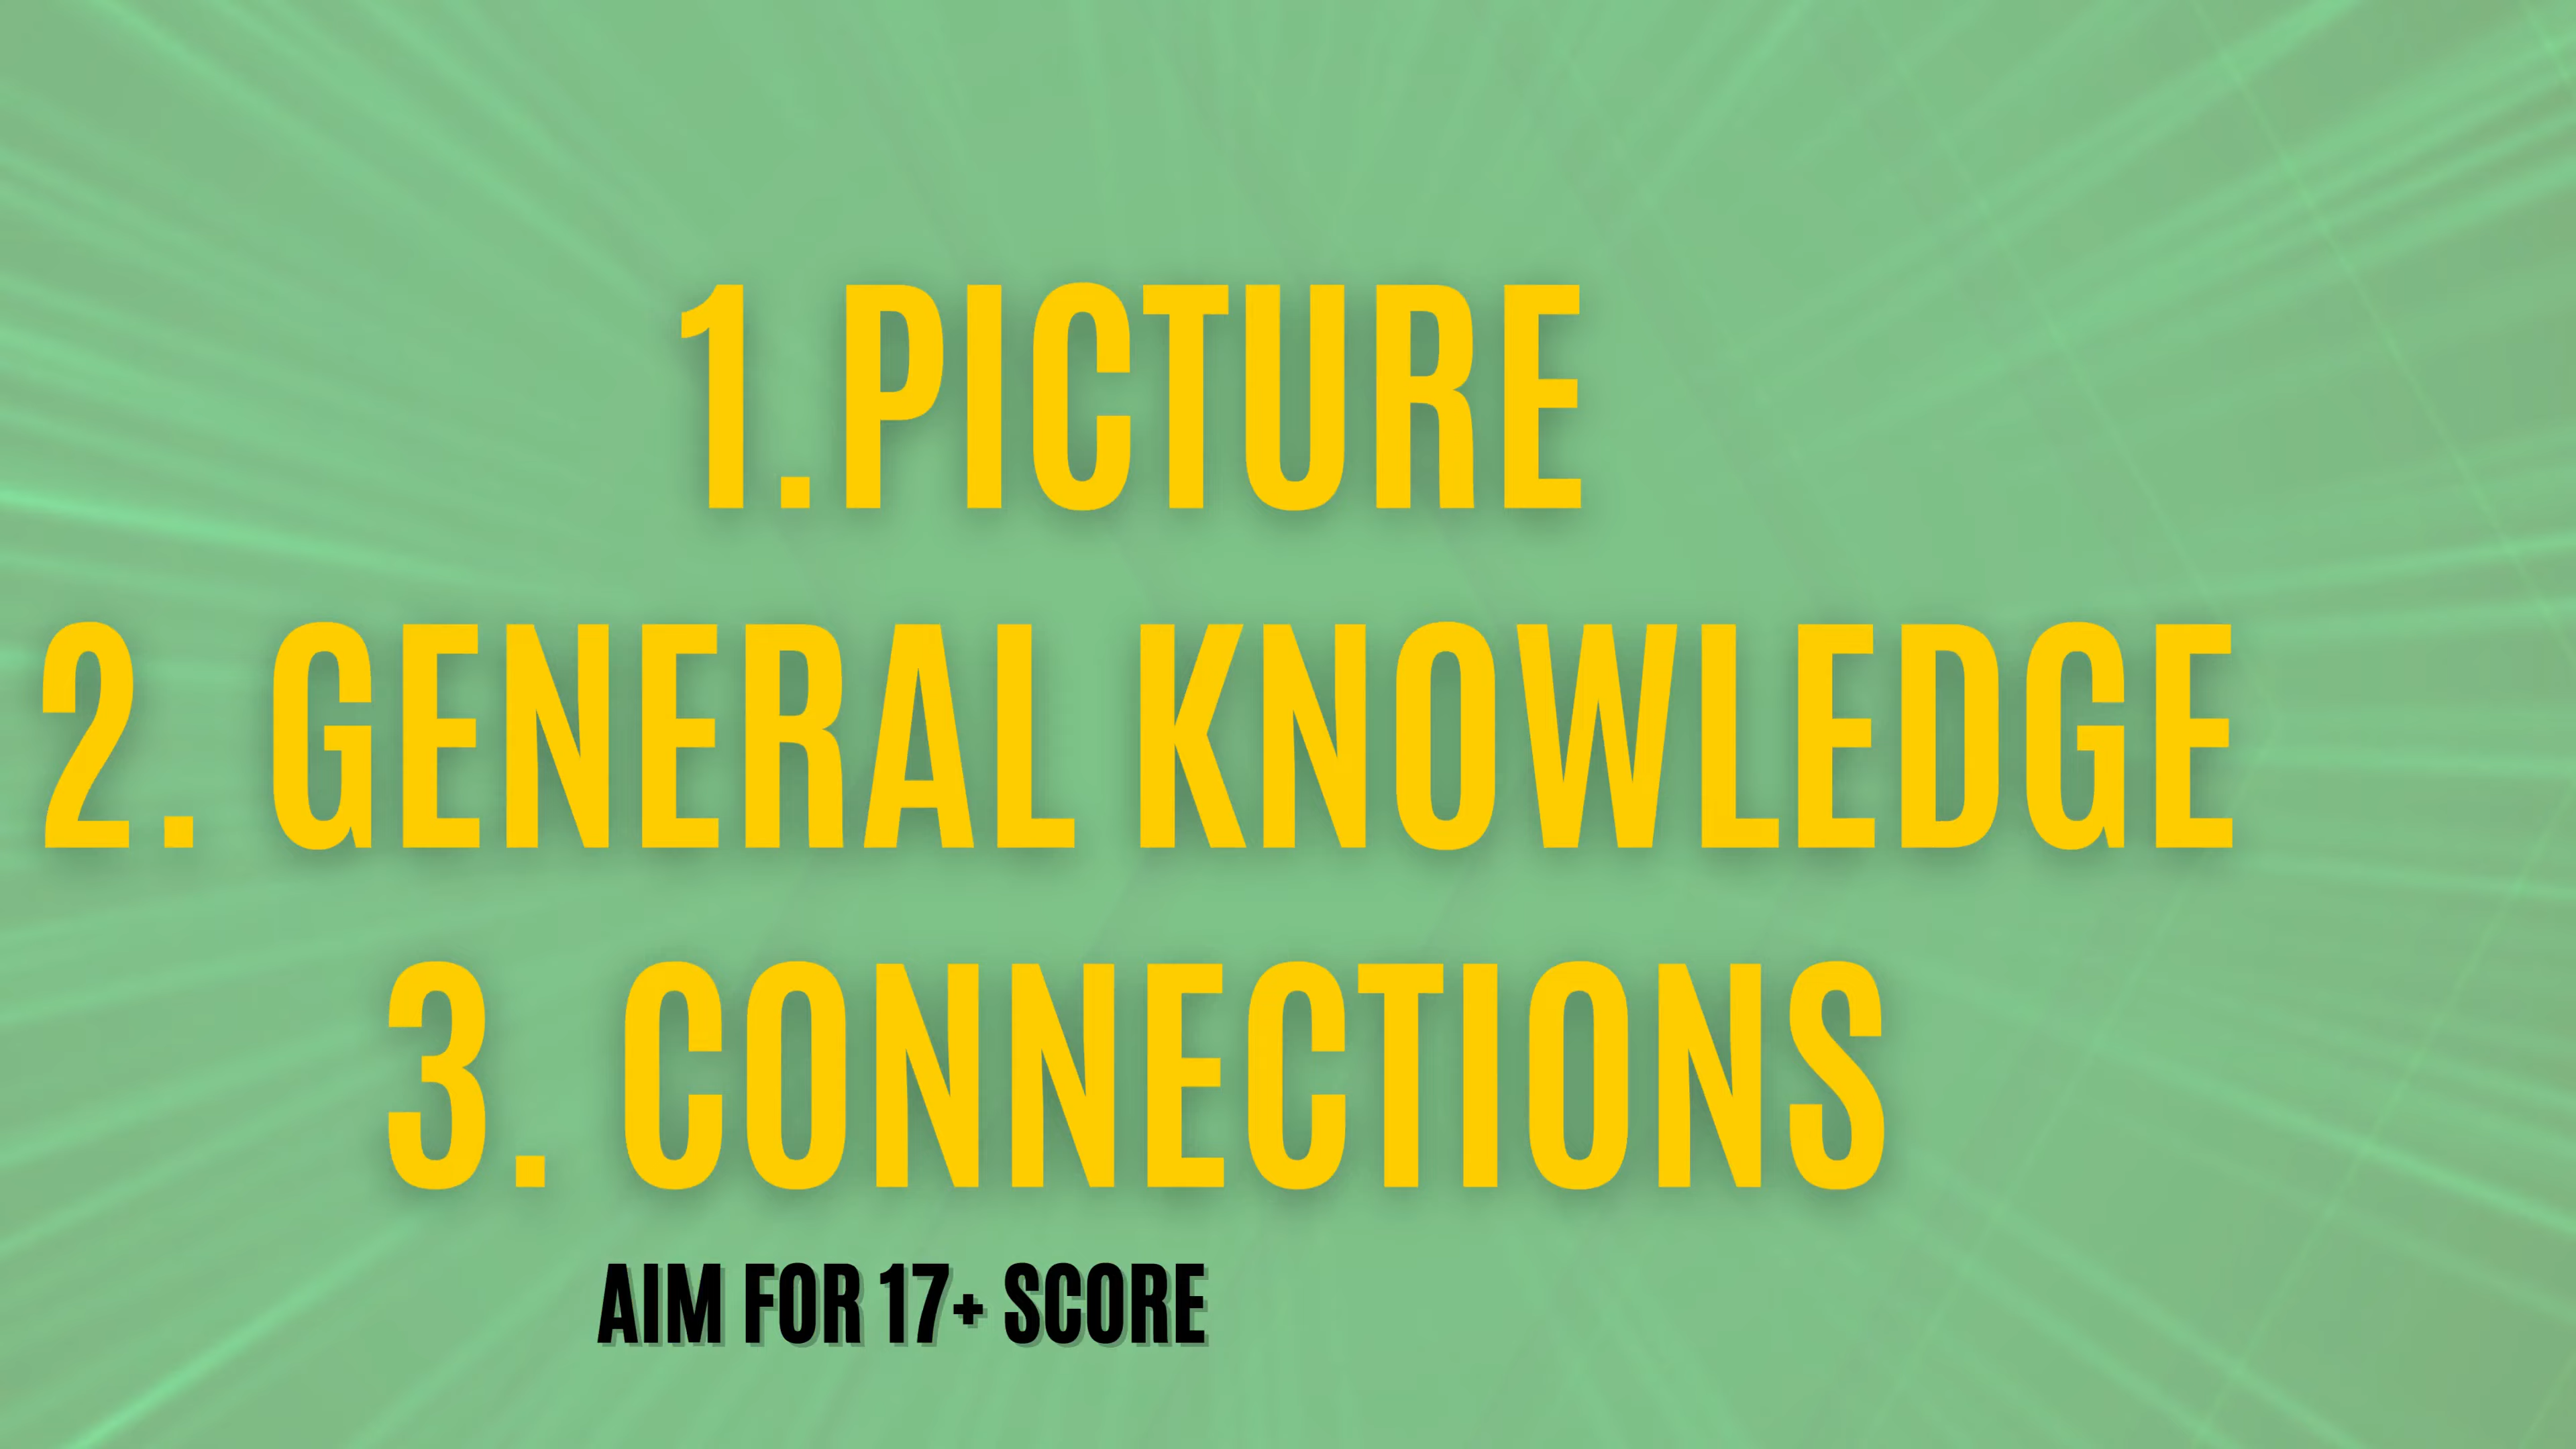 1.PICTURE
2. GENERAL KNOWLEDGE
3. CONNECTIONS
AIM FOR 17+ SCORE